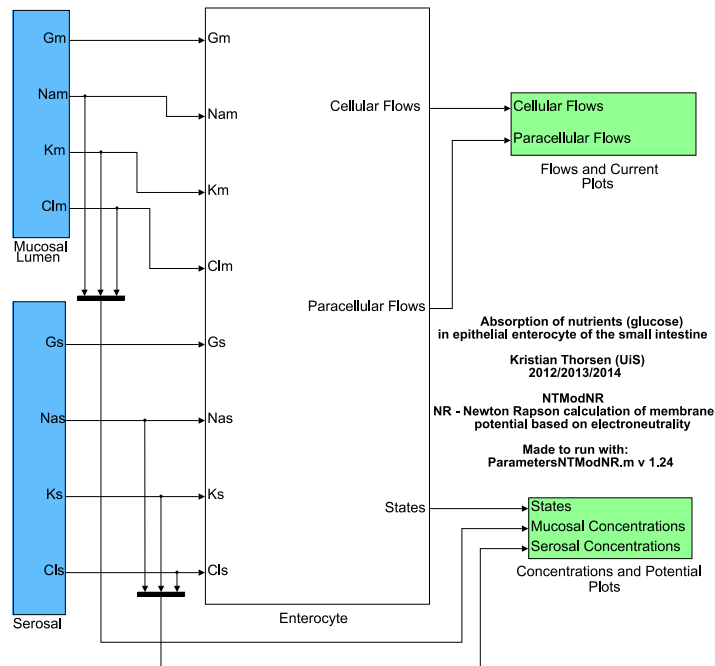 Gm
Nam
Km
Clm
Mucosal
Lumen
Gs
Nas
Ks
Cls
Serosal
Gm
Nam
Km
Clm
Gs
Nas
Ks
Cls
Cellular Flows
Paracellular Flows
States
Enterocyte
Cellular Flows
Paracellular Flows
Flows and Current
Plots
Absorption of nutrients (glucose)
in epithelial enterocyte of the small intestine
Kristian Thorsen (UiS)
2012/2013/2014
NTModNR
NR - Newton Rapson calculation of membrane
potential based on electroneutrality
Made to run with:
ParametersNTModNR.m v 1.24
States
Mucosal Concentrations
Serosal Concentrations
Concentrations and Potential
Plots